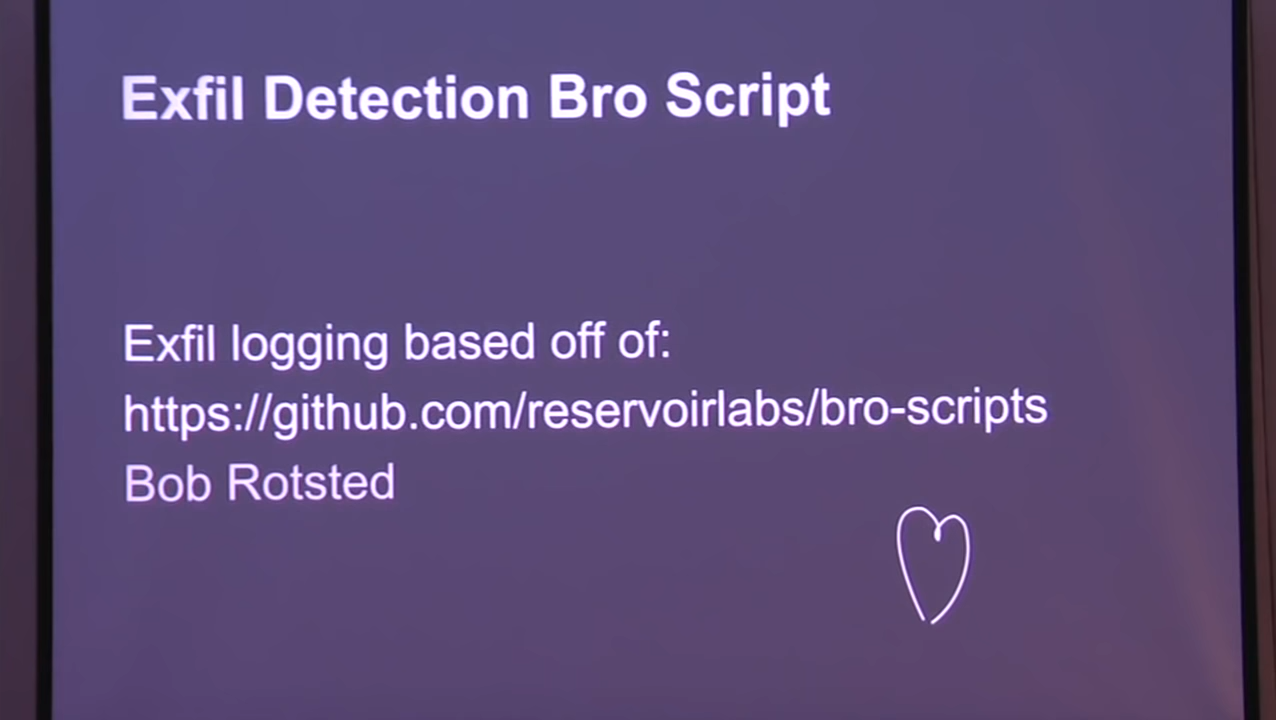 Exfil Detection Bro Script
Exfil logging based off of:
https://github.com/reservoirlabs/bro-scripts
Bob Rotsted